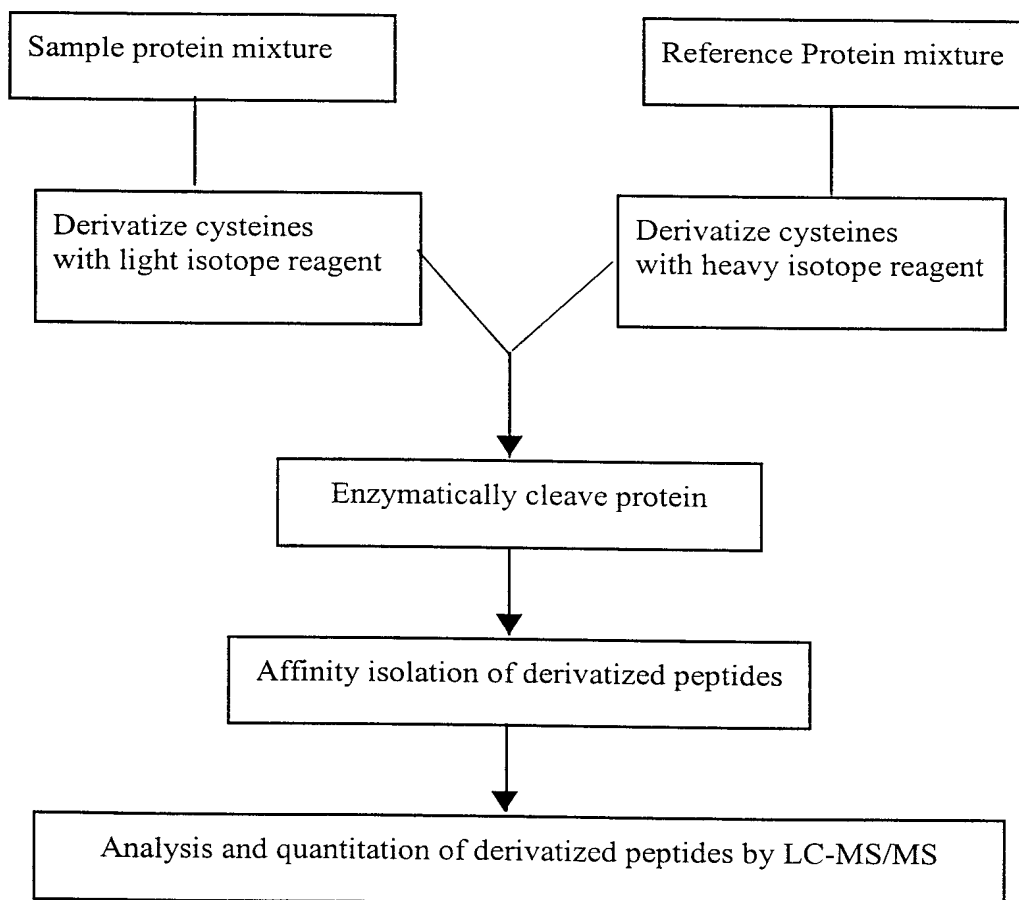 Sample protein mixture
Reference Protein mixture
Derivatize cysteines
with light isotope reagent
Derivatize cysteines
with heavy isotope reagent
Enzymatically cleave protein
Affinity isolation of derivatized peptides
Analysis and quantitation of derivatized peptides by LC-MS/MS